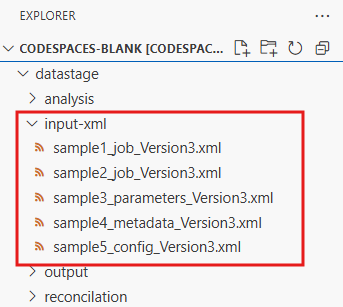 EXPLORER
CODESPACES-BLANK [CODESPAC...
datastage
analysis
input-xml
sample1_job_Version3.xml
sample2_job_Version3.xml
sample3_parameters_Version3.xml
sample4_metadata_Version3.xml
sample5_config_Version3.xml
output
reconcilation